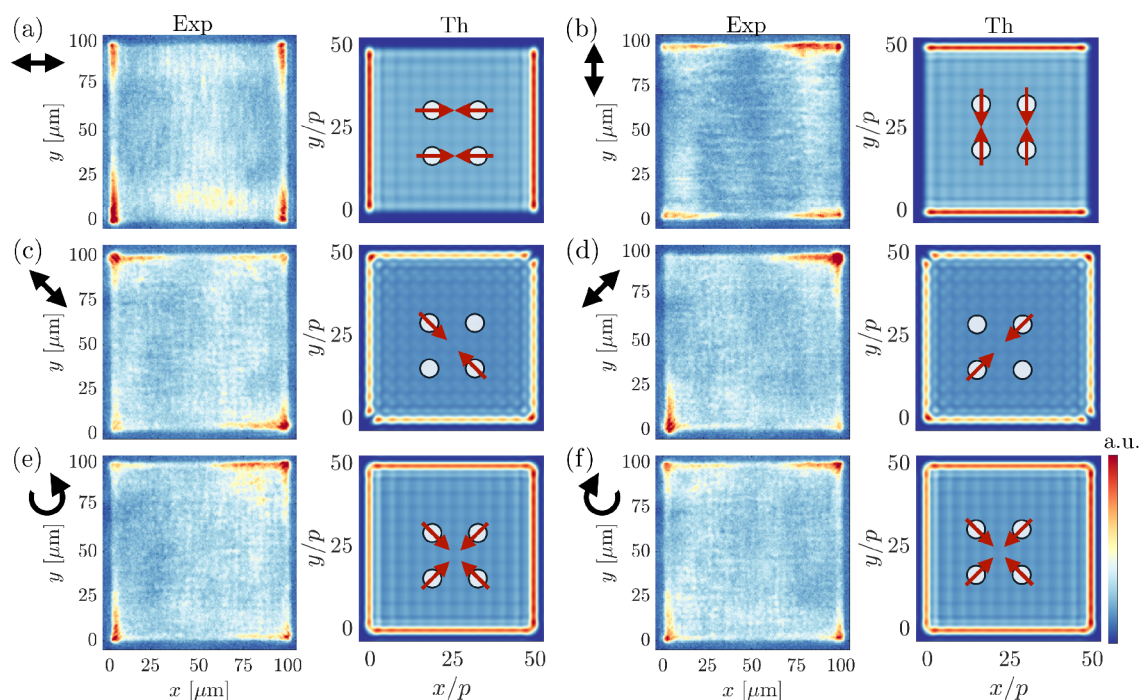 (a) Exp Th (b) Exp Th
y [μm] 100 75 50 25 0
y/p 50 25 0
y [μm] 100 75 50 25 0
y/p 50 25 0
(c) (d)
y [μm] 100 75 50 25 0
y/p 50 25 0
y [μm] 100 75 50 25 0
y/p 50 25 0
a.u.
(e) (f)
y [μm] 100 75 50 25 0
y/p 50 25 0
y [μm] 100 75 50 25 0
y/p 50 25 0
0 25 50 75 100 0 50 0 25 50 75 100 0 50
x [μm] x/p x [μm] x/p